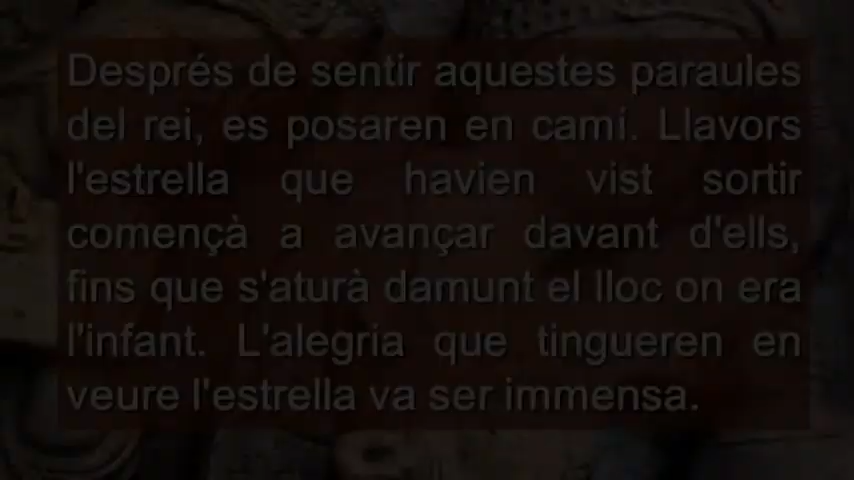 Després de sentir aquestes paraules
del rei, es posaren en camí. Llavors
l'estrella que havien vist sortir
començà a avançar davant d'ells,
fins que s'aturà damunt el lloc on era
l'infant. L'alegria que tingueren en
veure l'estrella va ser immensa.